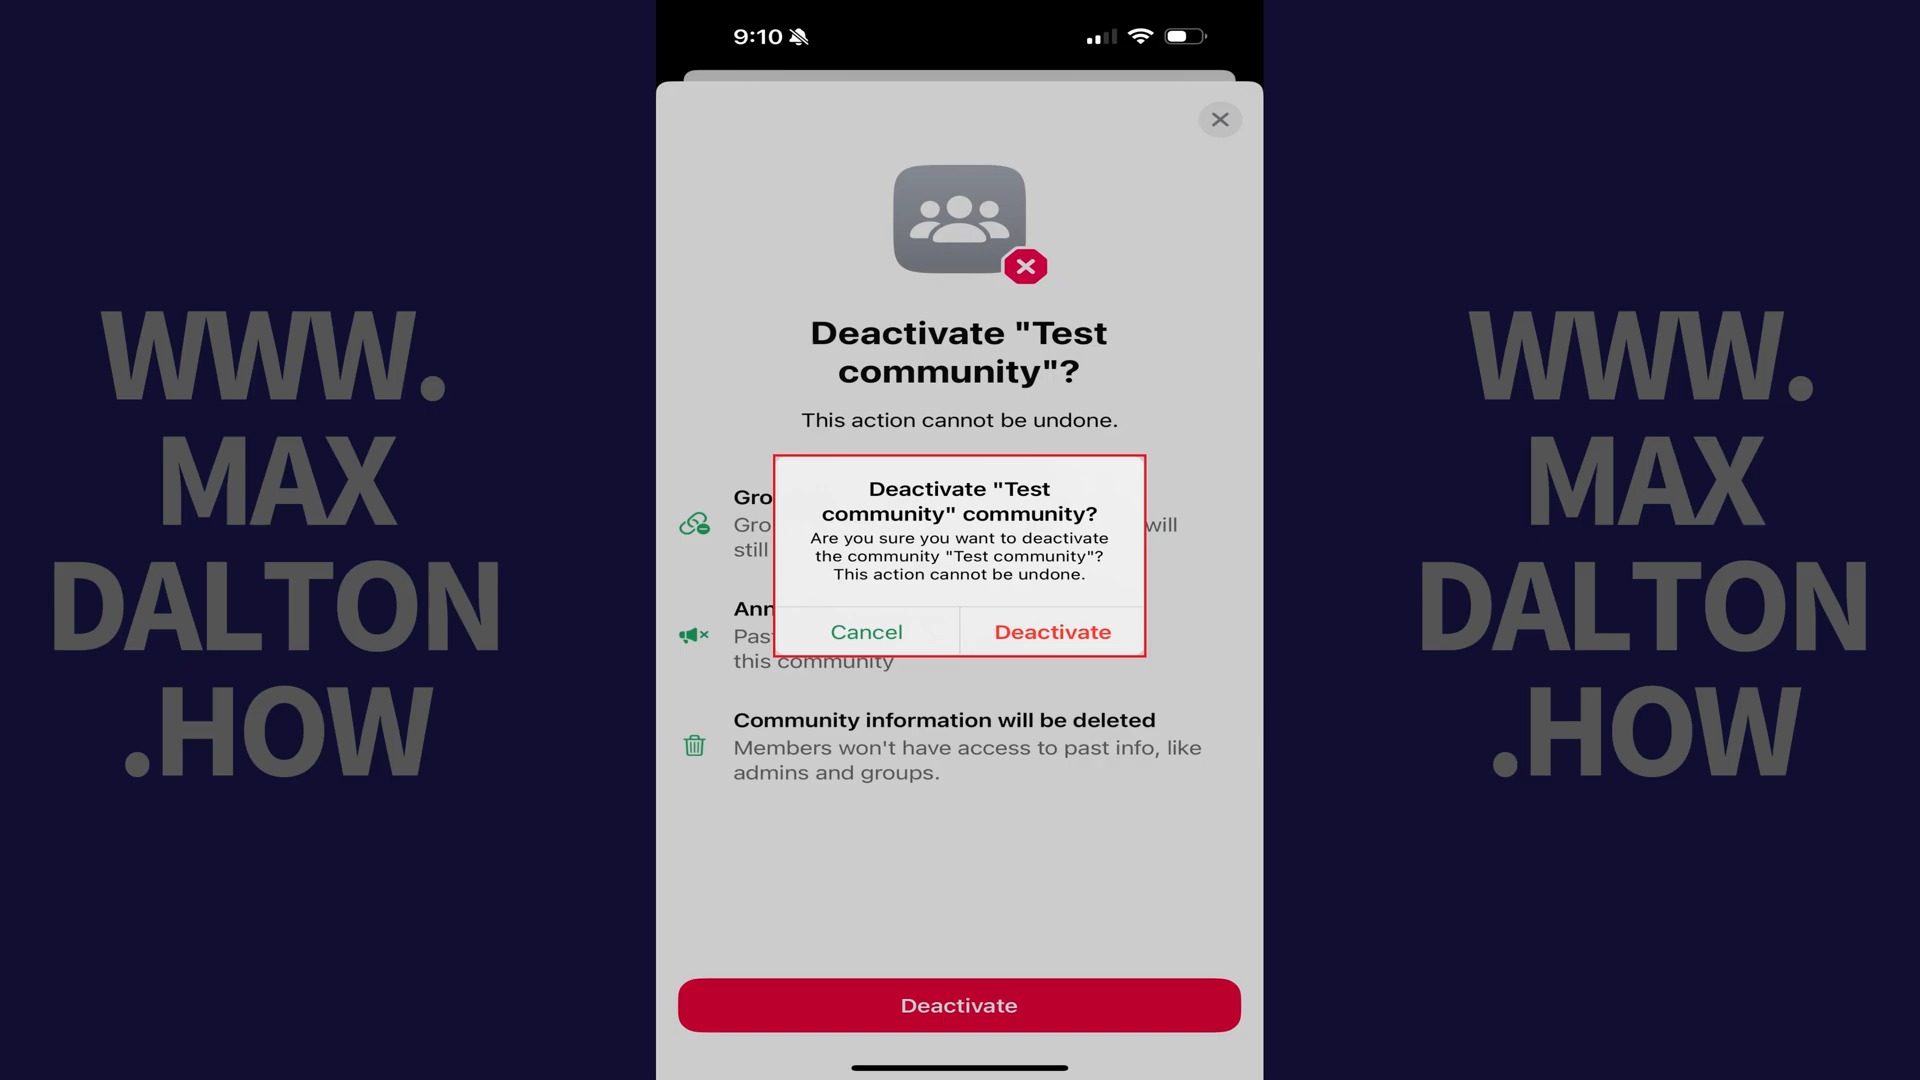 9:10
WWW.
MAX
DALTON
.HOW
Deactivate "Test
community"?
This action cannot be undone.
Gro
Gro will
still
Deactivate "Test
community" community?
Are you sure you want to deactivate
the community "Test community"?
This action cannot be undone.
Cancel Deactivate
Ann
Pas
this community
Community information will be deleted
Members won't have access to past info, like
admins and groups.
Deactivate
WWW.
MAX
DALTON
.HOW